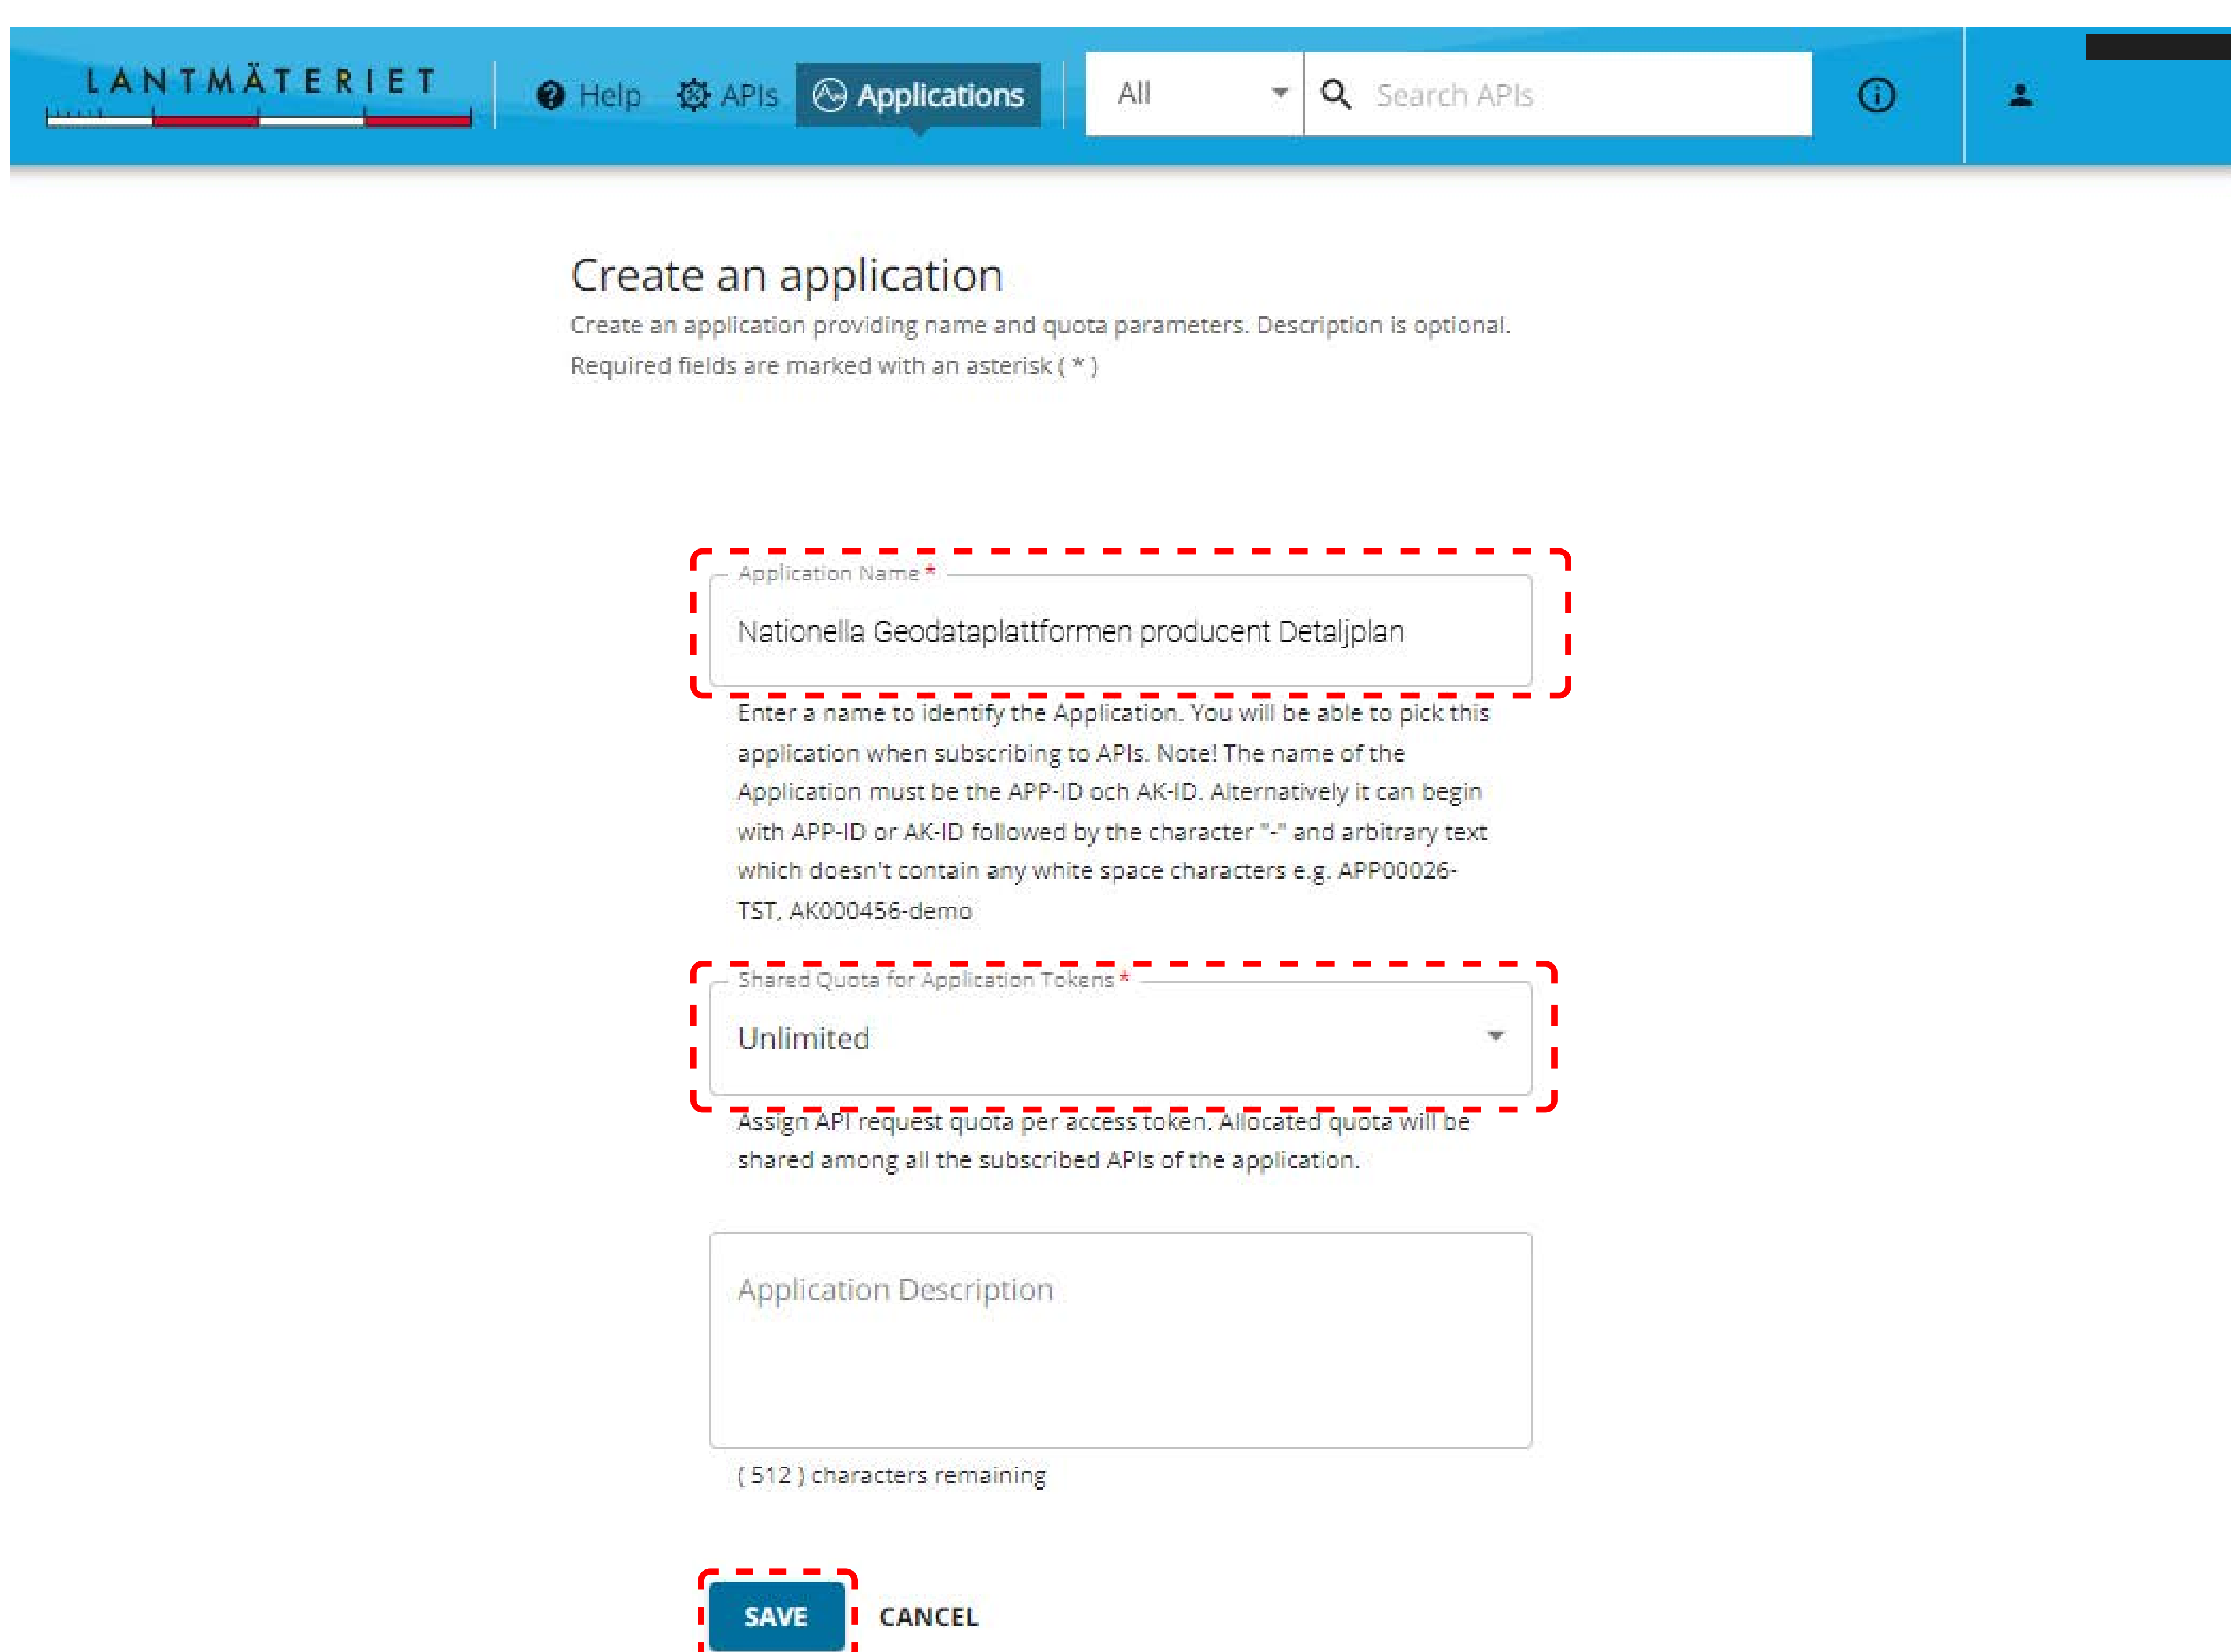 LANTMÄTERIET
Help APIs Applications All Search APIs
Create an application
Create an application providing name and quota parameters. Description is optional.
Required fields are marked with an asterisk ( * )
Application Name *
Nationella Geodataplattformen producent Detaljplan
Enter a name to identify the Application. You will be able to pick this
application when subscribing to APIs. Note! The name of the
Application must be the APP-ID och AK-ID. Alternatively it can begin
with APP-ID or AK-ID followed by the character "-" and arbitrary text
which doesn't contain any white space characters e.g. APP00026-
TST, AK000456-demo
Shared Quota for Application Tokens *
Unlimited
Assign API request quota per access token. Allocated quota will be
shared among all the subscribed APIs of the application.
Application Description
( 512 ) characters remaining
SAVE CANCEL